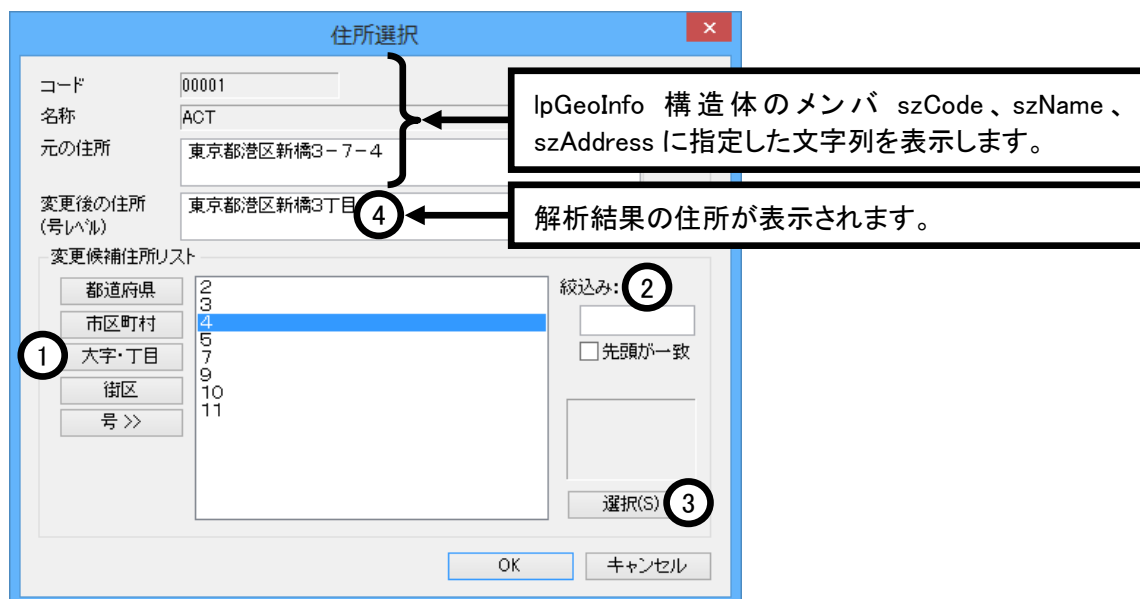 住所選択
×
コード 00001
名称 ACT
元の住所 東京都港区新橋3-7-4
lpGeoInfo 構造体のメンバ szCode、szName、
szAddress に指定した文字列を表示します。
変更後の住所 東京都港区新橋3丁目
(号レベル)
4
解析結果の住所が表示されます。
変更候補住所リスト
都道府県
市区町村
1 大字・丁目
街区
号 >>
2
3
4
5
7
9
10
11
絞込み: 2
先頭が一致
選択(S) 3
OK キャンセル